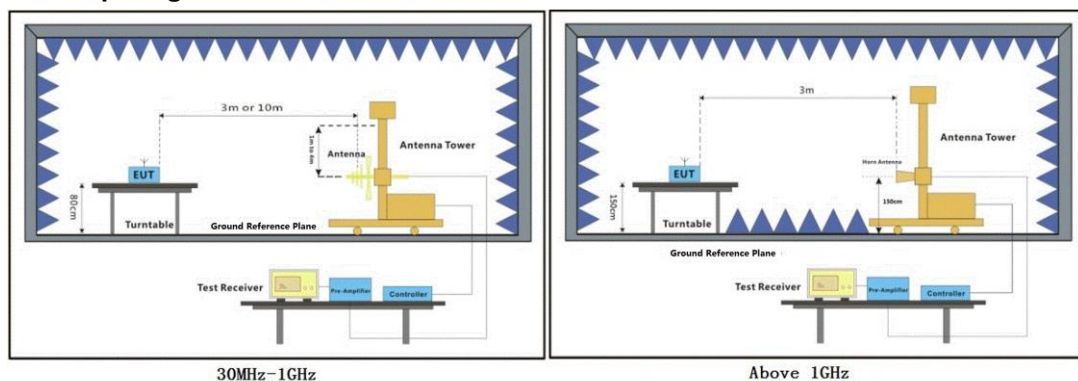 3m or 10m
1m to 4m
Antenna
Antenna Tower
EUT
80cm
Turntable
Ground Reference Plane
Test Receiver
Pre-Amplifier
Controller
30MHz-1GHz
3m
Antenna Tower
Horn Antenna
EUT
150cm
150cm
Turntable
Ground Reference Plane
Test Receiver
Pre-Amplifier
Controller
Above 1GHz